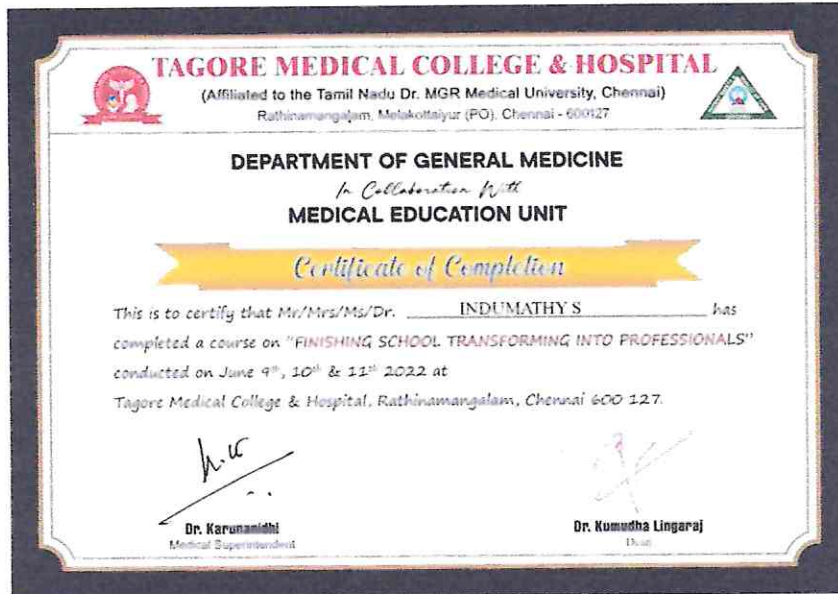 TAGORE MEDICAL COLLEGE & HOSPITAL
(Affiliated to the Tamil Nadu Dr. MGR Medical University, Chennai)
Rathinamangalam, Melakottaiyur (PO), Chennai - 600127
DEPARTMENT OF GENERAL MEDICINE
In Collaboration With
MEDICAL EDUCATION UNIT
Certificate of Completion
This is to certify that Mr/Mrs/Ms/Dr. INDUMATHY S has
completed a course on "FINISHING SCHOOL TRANSFORMING INTO PROFESSIONALS"
conducted on June 9th, 10th & 11th 2022 at
Tagore Medical College & Hospital, Rathinamangalam, Chennai 600 127.
Dr. Karunanidhi
Medical Superintendent
Dr. Kumudha Lingaraj
Dean